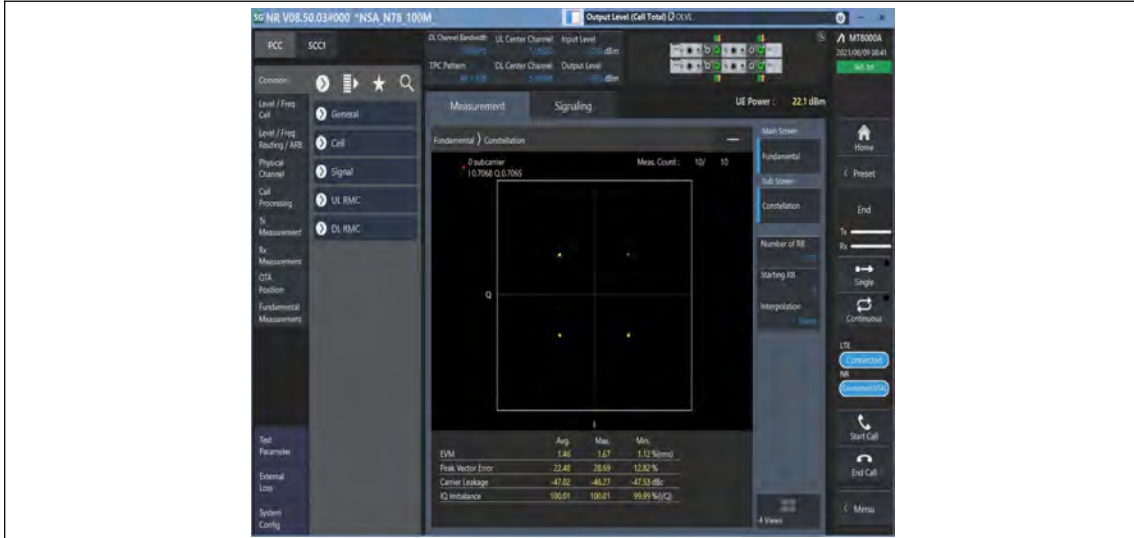 SG NR V08.50.03#000 *NSA_N78_100M
Output Level (Cell Total) OLVL
PCC
SCC1
DL Channel Bandwidth
UL Center Channel
Input Level
dBm
TPC Pattern
DL Center Channel
Output Level
dBm
MT8000A
2021/06/09
Common
Level / Freq
Cell
Level / Freq
Routing / ARB
Physical
Channel
Call
Processing
Tx
Measurement
Rx
Measurement
OTA
Position
Fundamental
Measurement
Test
Parameter
External
Loss
System
Config
General
Cell
Signal
UL RMC
DL RMC
Measurement
Signaling
UE Power : 22.1 dBm
Fundamental
Constellation
0 subcarrier
I 0.7068 Q 0.7065
Meas. Count : 10/ 10
Q
I
Avg. Max. Min.
EVM 1.46 1.67 1.12 %(rms)
Peak Vector Error 22.48 28.69 12.82 %
Carrier Leakage -47.02 -46.27 -47.53 dBc
IQ Imbalance 100.01 100.01 99.99 %(I/Q)
Main Screen
Fundamental
Sub Screen
Constellation
Number of RB
Starting RB
Interpolation
4 Views
Home
Preset
End
Tx
Rx
Single
Continuous
LTE
Connected
NR
Start Call
End Call
Menu